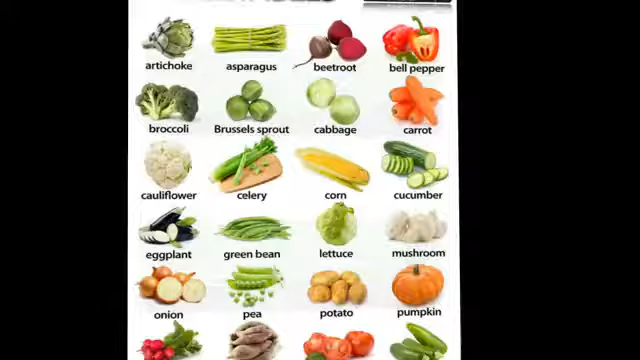 artichoke asparagus beetroot bell pepper
broccoli Brussels sprout cabbage carrot
cauliflower celery corn cucumber
eggplant green bean lettuce mushroom
onion pea potato pumpkin